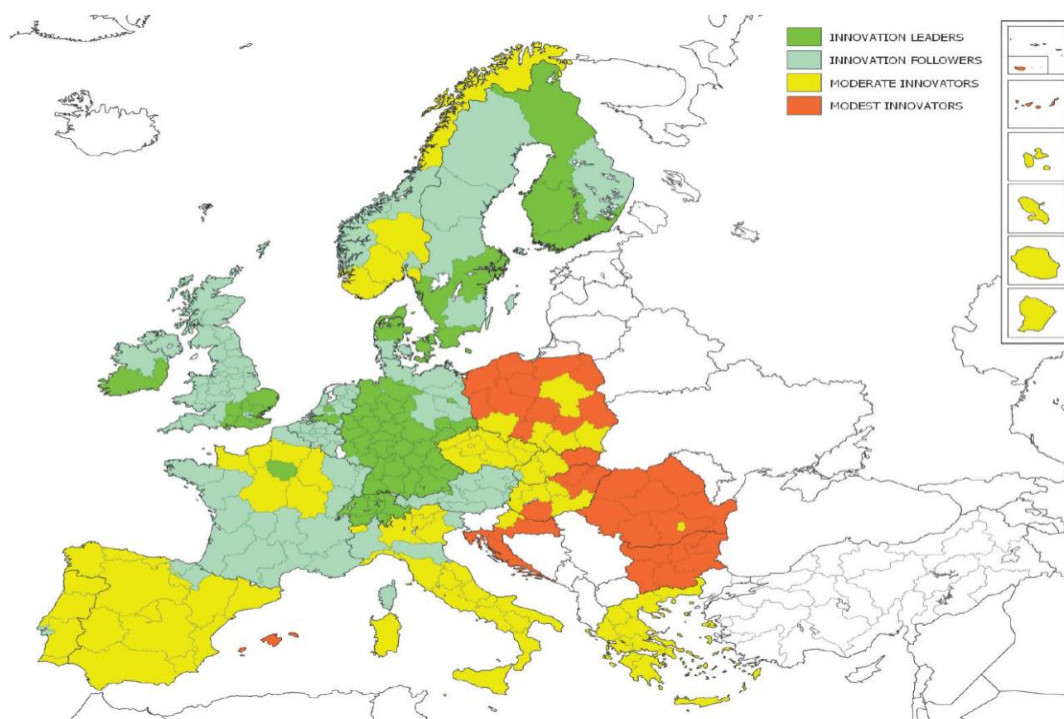 INNOVATION LEADERS
INNOVATION FOLLOWERS
MODERATE INNOVATORS
MODEST INNOVATORS